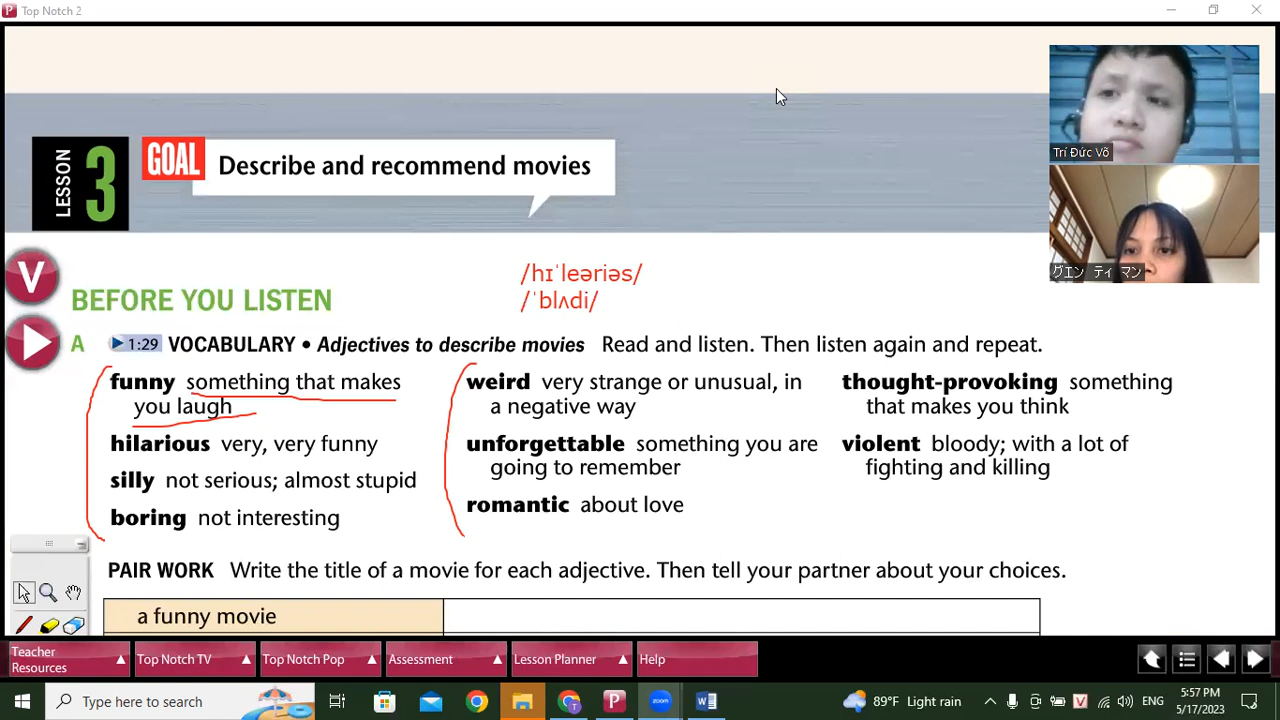 Top Notch 2
LESSON 3
GOAL
Describe and recommend movies
Trí Đức Võ
グエン ティ マン
V
BEFORE YOU LISTEN
/hɪˈleəriəs/
/ˈblʌdi/
A 1:29 VOCABULARY • Adjectives to describe movies Read and listen. Then listen again and repeat.
funny something that makes
you laugh
hilarious very, very funny
silly not serious; almost stupid
boring not interesting
weird very strange or unusual, in
a negative way
unforgettable something you are
going to remember
romantic about love
thought-provoking something
that makes you think
violent bloody; with a lot of
fighting and killing
PAIR WORK Write the title of a movie for each adjective. Then tell your partner about your choices.
a funny movie
Teacher
Resources
Top Notch TV
Top Notch Pop
Assessment
Lesson Planner
Help
Type here to search
zoom
89°F Light rain
V
ENG
5:57 PM
5/17/2023